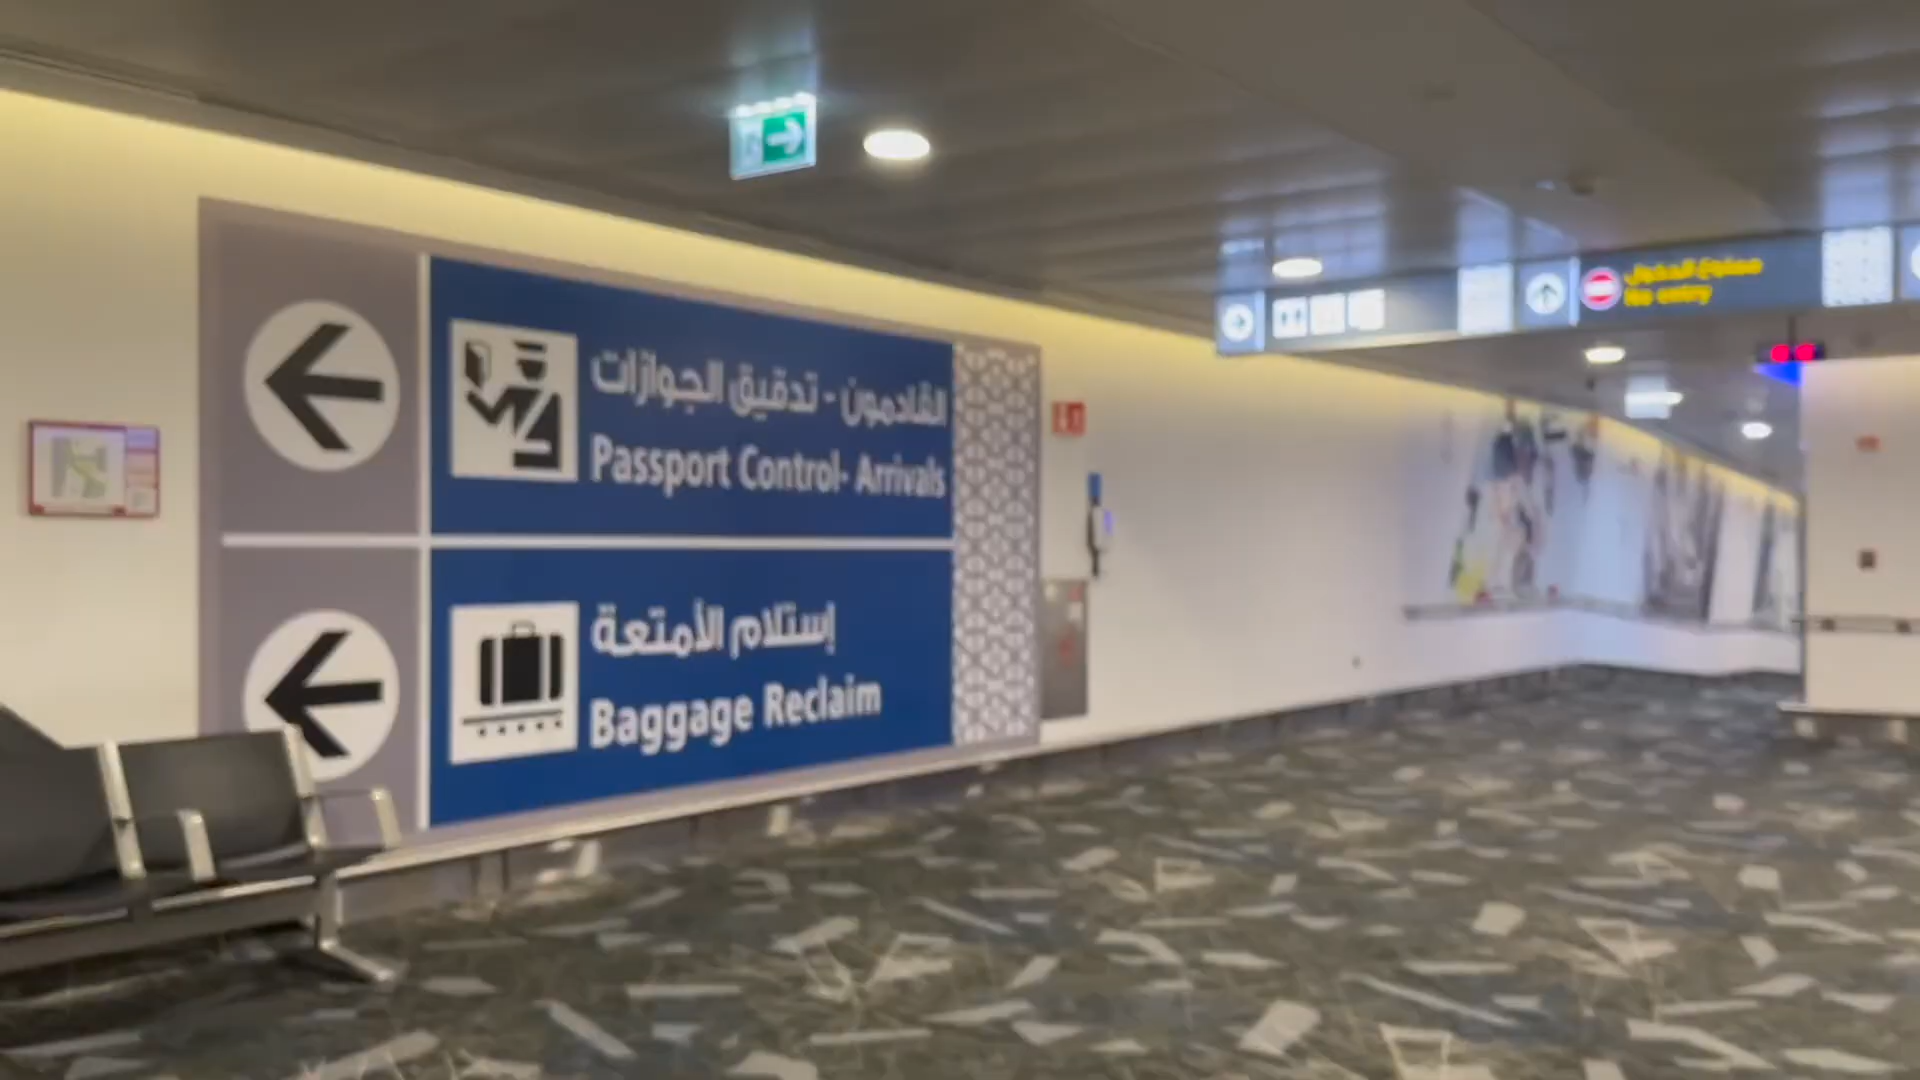 القادمون - تدقيق الجوازات
Passport Control- Arrivals
إستلام الأمتعة
Baggage Reclaim
ممنوع الدخول
No entry